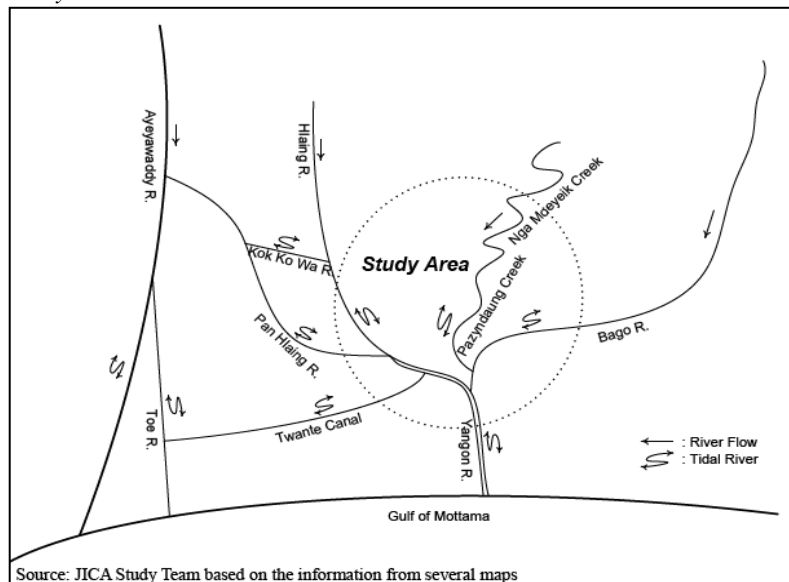 Ayeyawaddy R.
Hlaing R.
Nga Moeyeik Creek
Kok Ko Wa R.
Study Area
Pazyndaung Creek
Bago R.
Pan Hlaing R.
Toe R.
Twante Canal
Yangon R.
: River Flow
: Tidal River
Gulf of Mottama
Source: JICA Study Team based on the information from several maps